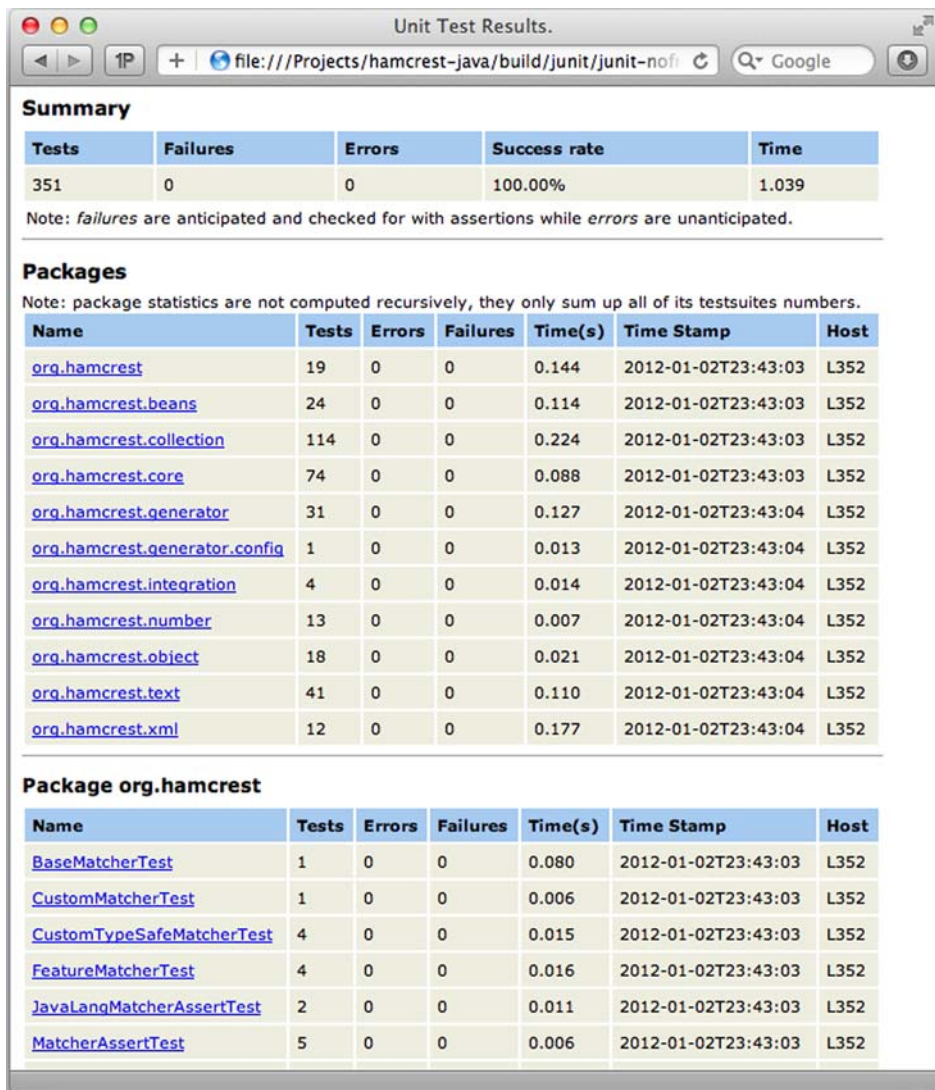 Unit Test Results.
1P + file:///Projects/hamcrest-java/build/junit/junit-nofr Google
Summary
Tests Failures Errors Success rate Time
351 0 0 100.00% 1.039
Note: failures are anticipated and checked for with assertions while errors are unanticipated.
Packages
Note: package statistics are not computed recursively, they only sum up all of its testsuites numbers.
Name Tests Errors Failures Time(s) Time Stamp Host
org.hamcrest 19 0 0 0.144 2012-01-02T23:43:03 L352
org.hamcrest.beans 24 0 0 0.114 2012-01-02T23:43:03 L352
org.hamcrest.collection 114 0 0 0.224 2012-01-02T23:43:03 L352
org.hamcrest.core 74 0 0 0.088 2012-01-02T23:43:03 L352
org.hamcrest.generator 31 0 0 0.127 2012-01-02T23:43:04 L352
org.hamcrest.generator.config 1 0 0 0.013 2012-01-02T23:43:04 L352
org.hamcrest.integration 4 0 0 0.014 2012-01-02T23:43:04 L352
org.hamcrest.number 13 0 0 0.007 2012-01-02T23:43:04 L352
org.hamcrest.object 18 0 0 0.021 2012-01-02T23:43:04 L352
org.hamcrest.text 41 0 0 0.110 2012-01-02T23:43:04 L352
org.hamcrest.xml 12 0 0 0.177 2012-01-02T23:43:04 L352
Package org.hamcrest
Name Tests Errors Failures Time(s) Time Stamp Host
BaseMatcherTest 1 0 0 0.080 2012-01-02T23:43:03 L352
CustomMatcherTest 1 0 0 0.006 2012-01-02T23:43:03 L352
CustomTypeSafeMatcherTest 4 0 0 0.015 2012-01-02T23:43:03 L352
FeatureMatcherTest 4 0 0 0.016 2012-01-02T23:43:03 L352
JavaLangMatcherAssertTest 2 0 0 0.011 2012-01-02T23:43:03 L352
MatcherAssertTest 5 0 0 0.006 2012-01-02T23:43:03 L352